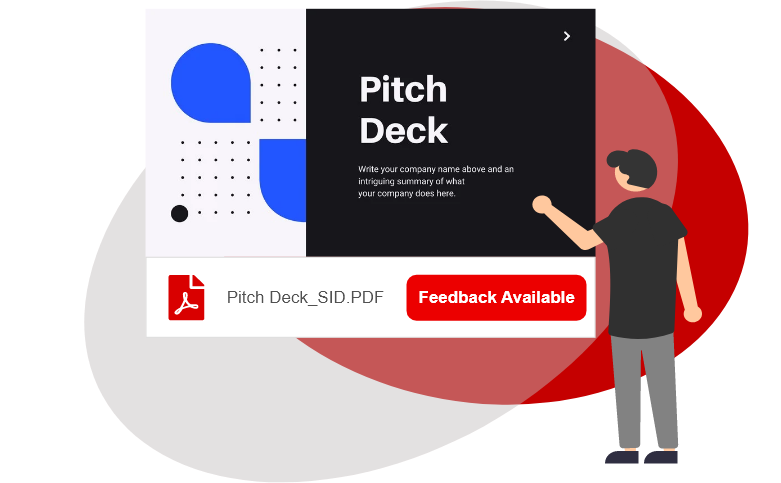 Pitch
Deck
Write your company name above and an
intriguing summary of what
your company does here.
Pitch Deck_SID.PDF
Feedback Available